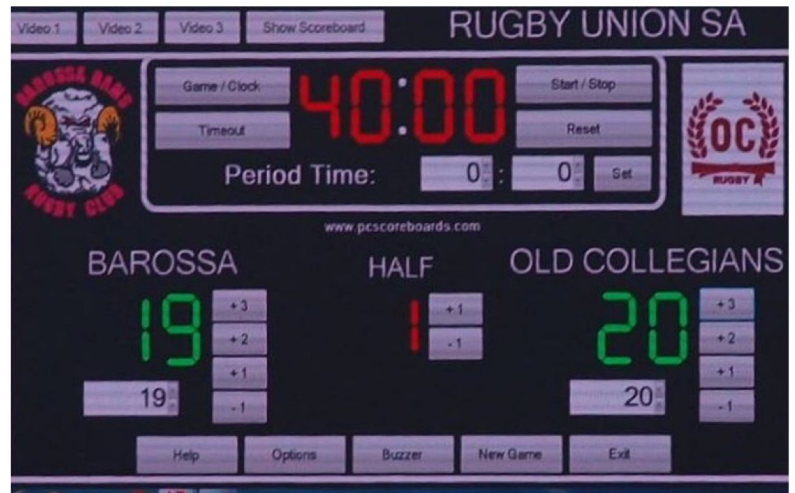 Video 1 Video 2 Video 3 Show Scoreboard RUGBY UNION SA
BAROSSA RAMS
RUGBY CLUB
Game / Clock 40:00 Start / Stop
Timeout Reset
Period Time: 0 : 0 Set
OC
RUGBY
www.pcscoreboards.com
BAROSSA HALF OLD COLLEGIANS
19 1 20
+3 +1 +3
+2 -1 +2
+1 +1
19 -1 20 -1
Help Options Buzzer New Game Exit